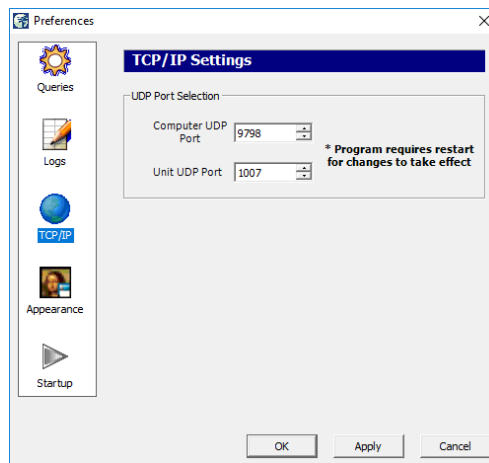 Preferences
Queries
Logs
TCP/IP
Appearance
Startup
TCP/IP Settings
UDP Port Selection
Computer UDP
Port
9798
Unit UDP Port
1007
* Program requires restart
for changes to take effect
OK
Apply
Cancel